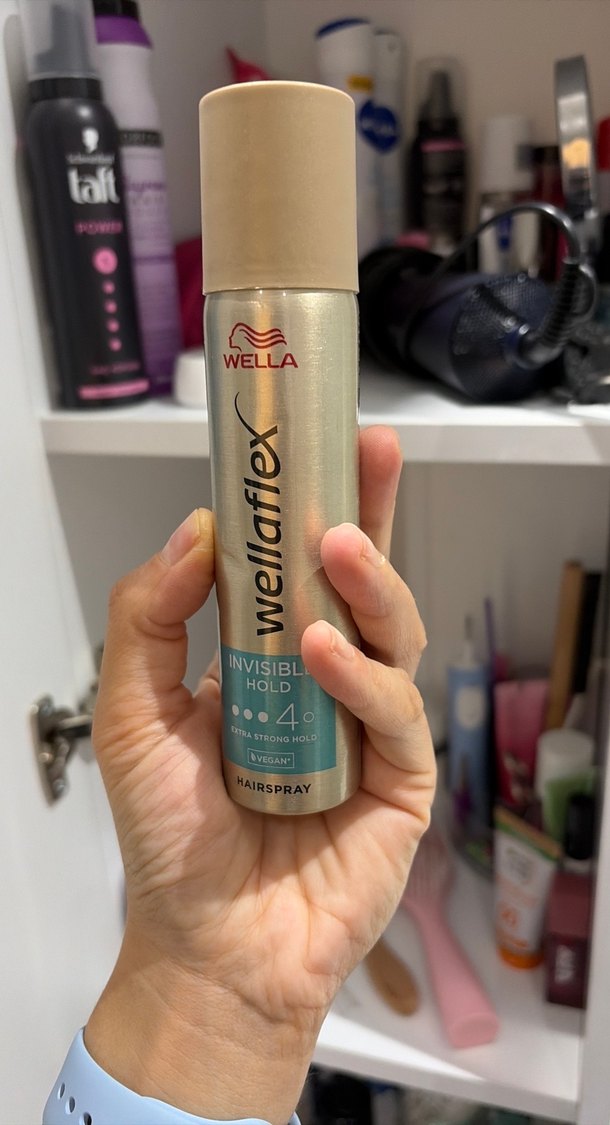 WELLA
wellaflex
INVISIBLE
HOLD
4
EXTRA STRONG HOLD
VEGAN*
HAIRSPRAY
taft
POWER